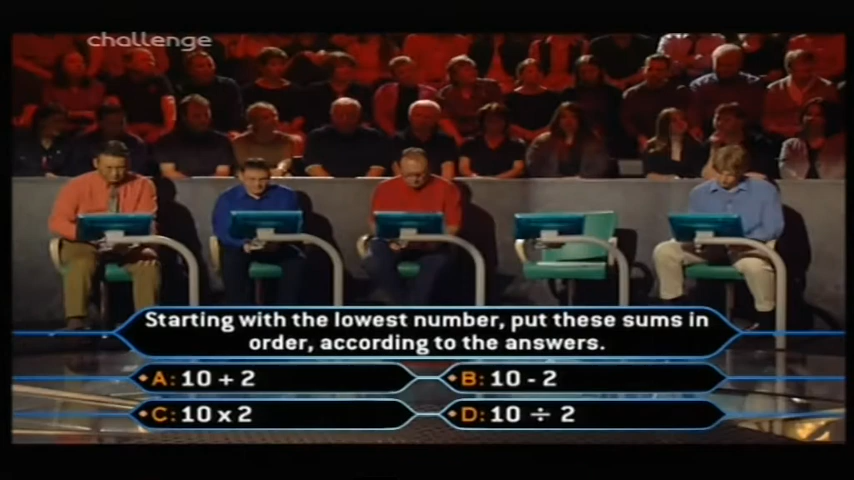 challenge
Starting with the lowest number, put these sums in
order, according to the answers.
A: 10 + 2
B: 10 - 2
C: 10 x 2
D: 10 ÷ 2